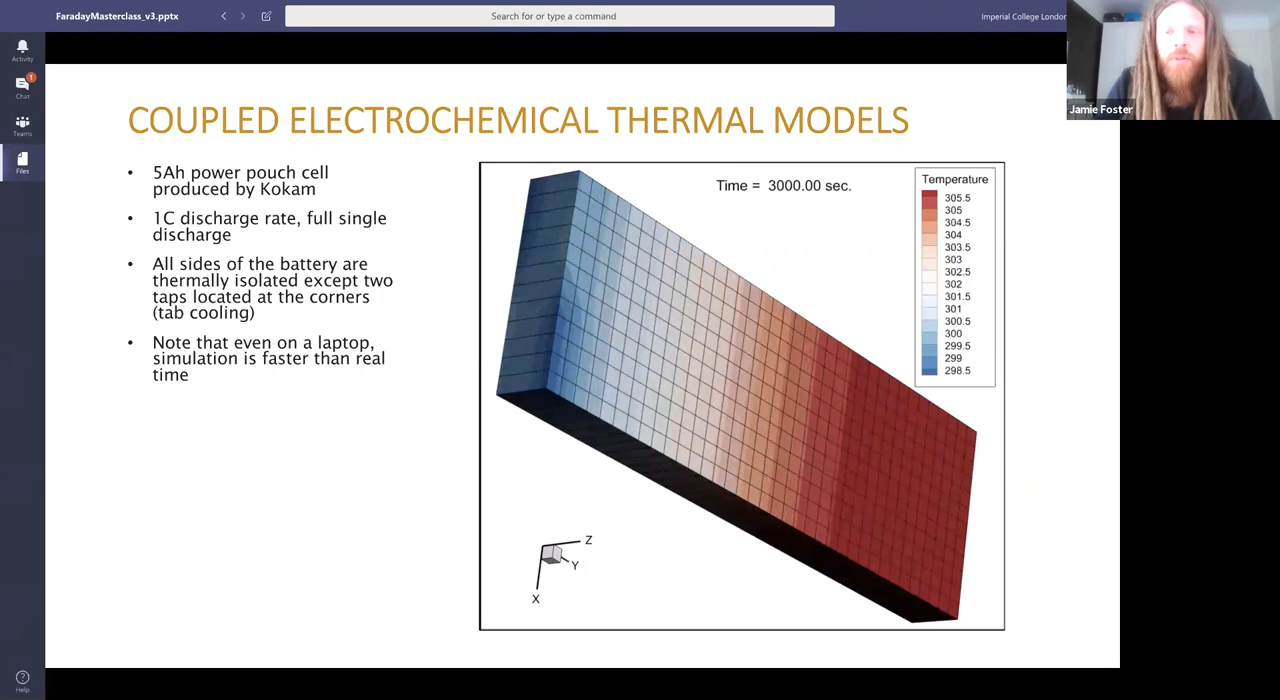 FaradayMasterclass_v3.pptx
Search for or type a command
Imperial College London
Jamie Foster
Activity
1
Chat
Teams
Files
Help
COUPLED ELECTROCHEMICAL THERMAL MODELS
• 5Ah power pouch cell
produced by Kokam
• 1C discharge rate, full single
discharge
• All sides of the battery are
thermally isolated except two
taps located at the corners
(tab cooling)
• Note that even on a laptop,
simulation is faster than real
time
Time = 3000.00 sec.
Temperature
305.5
305
304.5
304
303.5
303
302.5
302
301.5
301
300.5
300
299.5
299
298.5
Z
Y
X